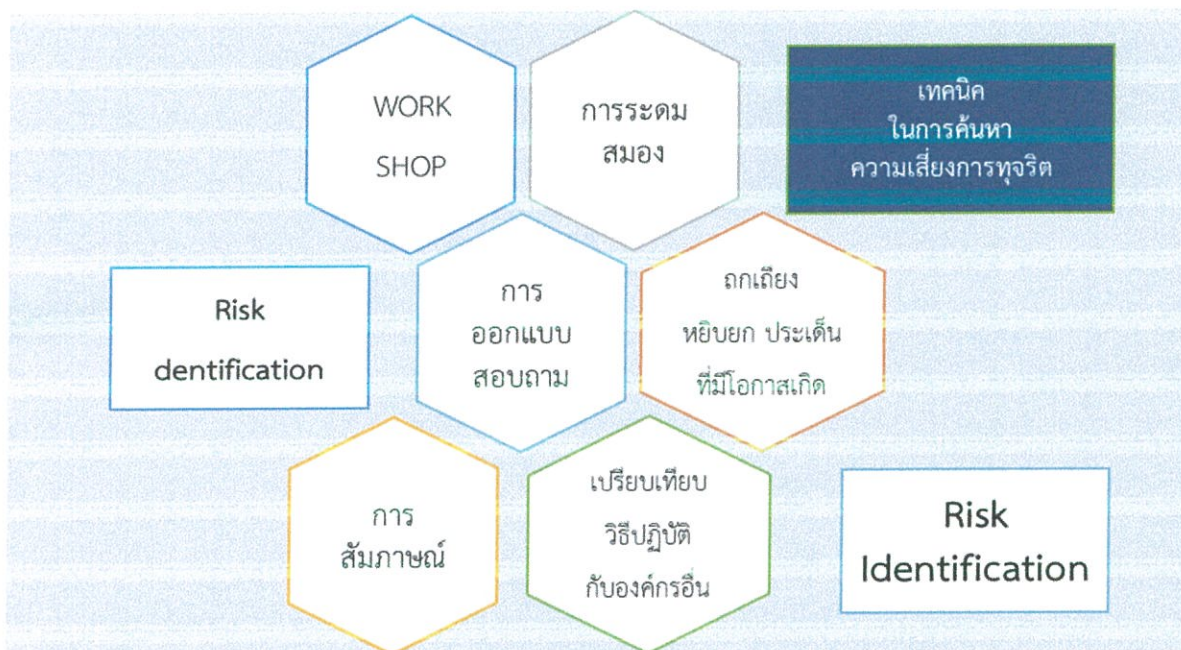 WORK
SHOP
การระดม
สมอง
เทคนิค
ในการค้นหา
ความเสี่ยงการทุจริต
Risk
dentification
การ
ออกแบบ
สอบถาม
ถกเถียง
หยิบยก ประเด็น
ที่มีโอกาสเกิด
การ
สัมภาษณ์
เปรียบเทียบ
วิธีปฏิบัติ
กับองค์กรอื่น
Risk
Identification